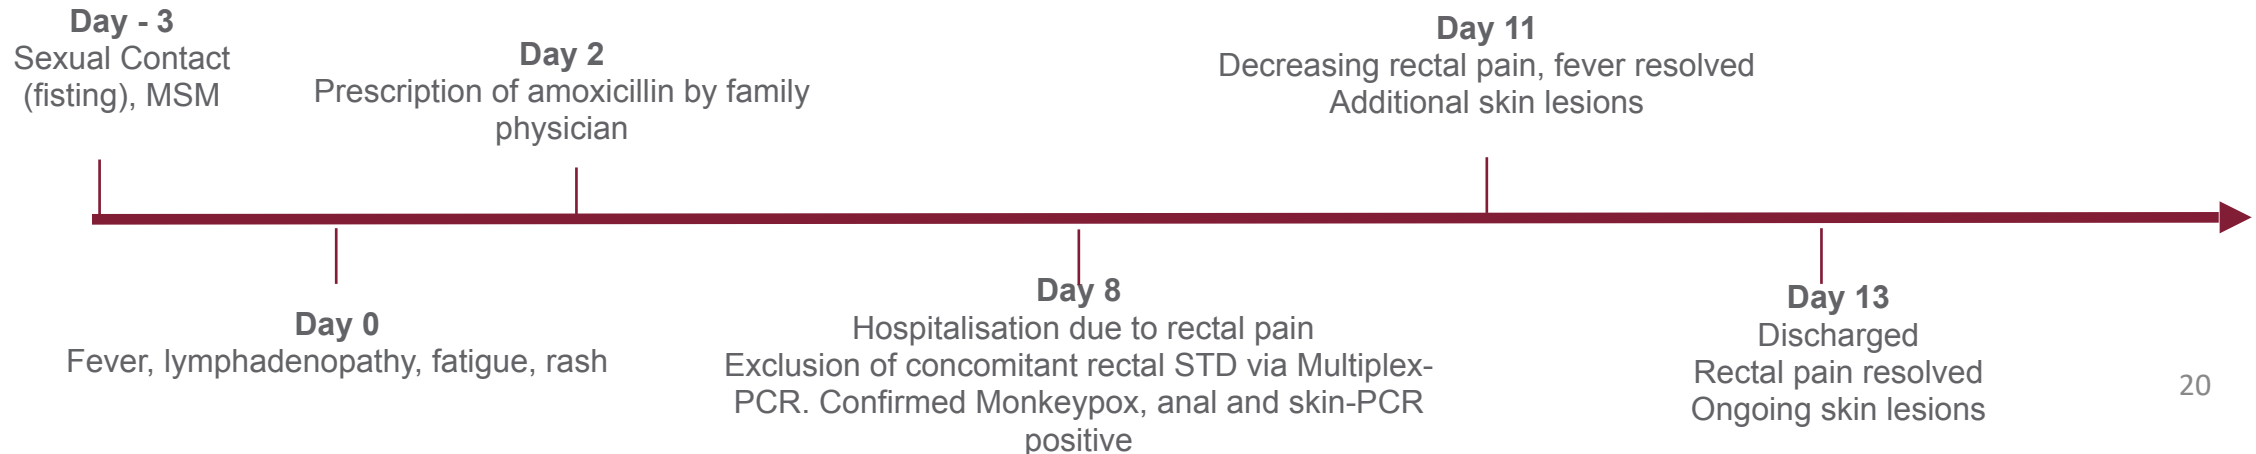 Day - 3
Sexual Contact
(fisting), MSM
Day 0
Fever, lymphadenopathy, fatigue, rash
Day 2
Prescription of amoxicillin by family
physician
Day 8
Hospitalisation due to rectal pain
Exclusion of concomitant rectal STD via Multiplex-
PCR. Confirmed Monkeypox, anal and skin-PCR
positive
Day 11
Decreasing rectal pain, fever resolved
Additional skin lesions
Day 13
Discharged
Rectal pain resolved
Ongoing skin lesions
20